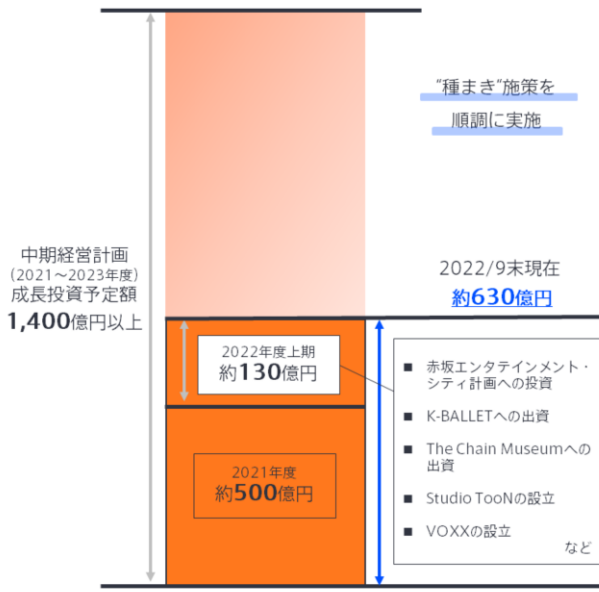 “種まき“施策を
順調に実施
中期経営計画
(2021～2023年度)
成長投資予定額
1,400億円以上
2022/9末現在
約630億円
2022年度上期
約130億円
2021年度
約500億円
■ 赤坂エンタテインメント・
シティ計画への投資
■ K-BALLETへの出資
■ The Chain Museumへの
出資
■ Studio TooNの設立
■ VOXXの設立
など